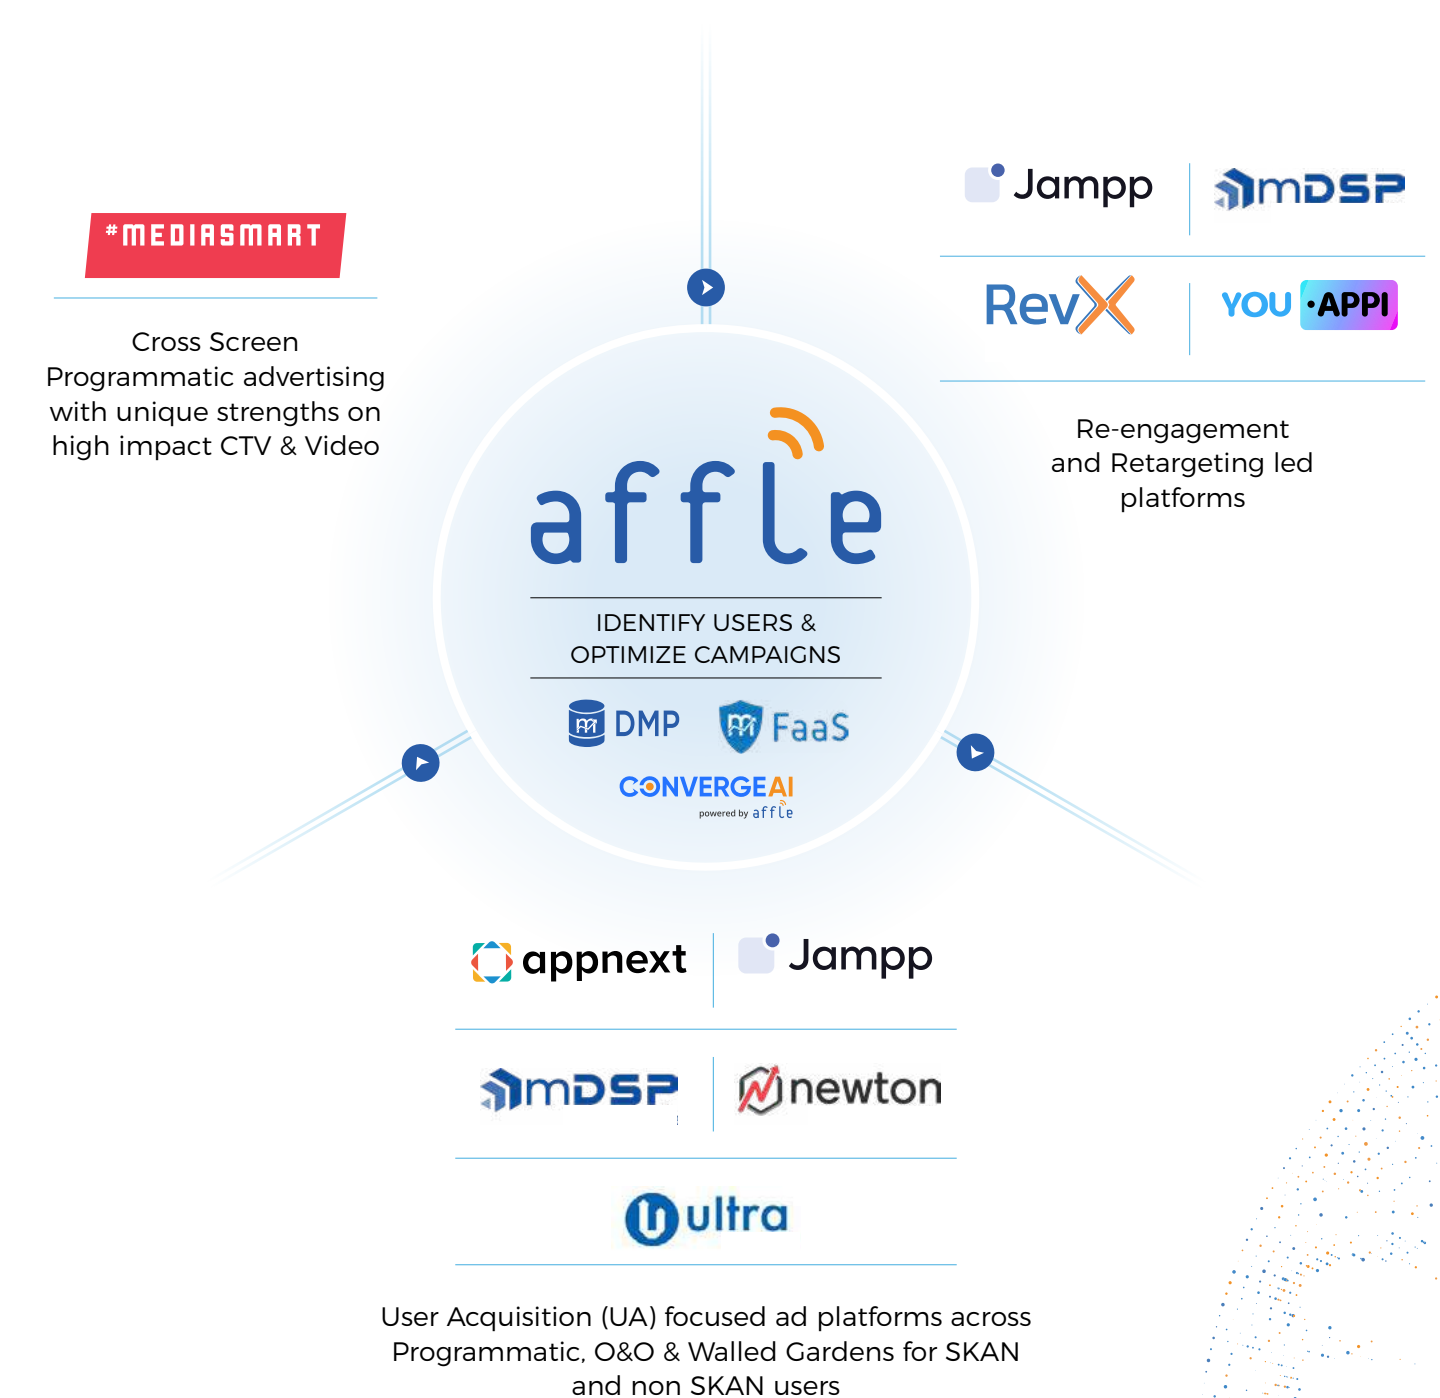 #MEDIASMART
Cross Screen
Programmatic advertising
with unique strengths on
high impact CTV & Video
Jampp
mDSP
RevX
YOU•APPI
Re-engagement
and Retargeting led
platforms
affle
IDENTIFY USERS &
OPTIMIZE CAMPAIGNS
DMP
FaaS
CONVERGEAI
powered by affle
appnext
Jampp
mDSP
newton
ultra
User Acquisition (UA) focused ad platforms across
Programmatic, O&O & Walled Gardens for SKAN
and non SKAN users